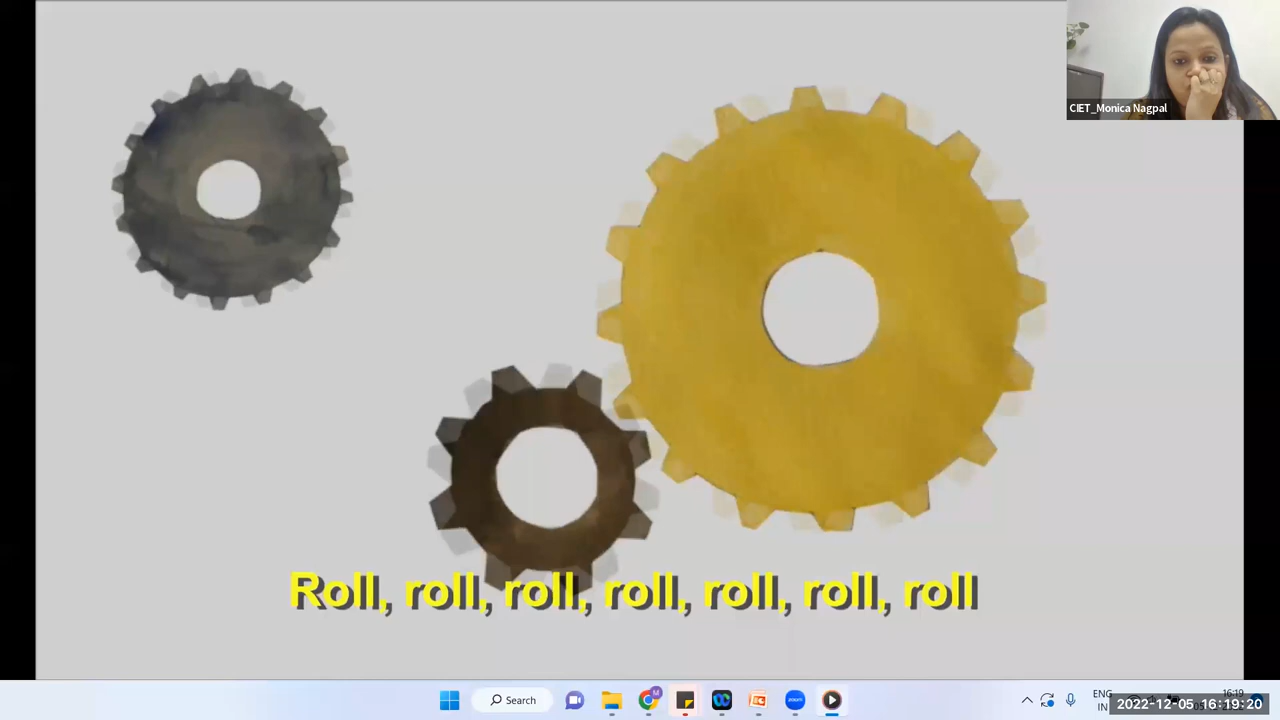 CIET_Monica Nagpal
Roll, roll, roll, roll, roll, roll, roll
Search
zoom
ENG
IN
16:19
2022-12-05 16:19:20